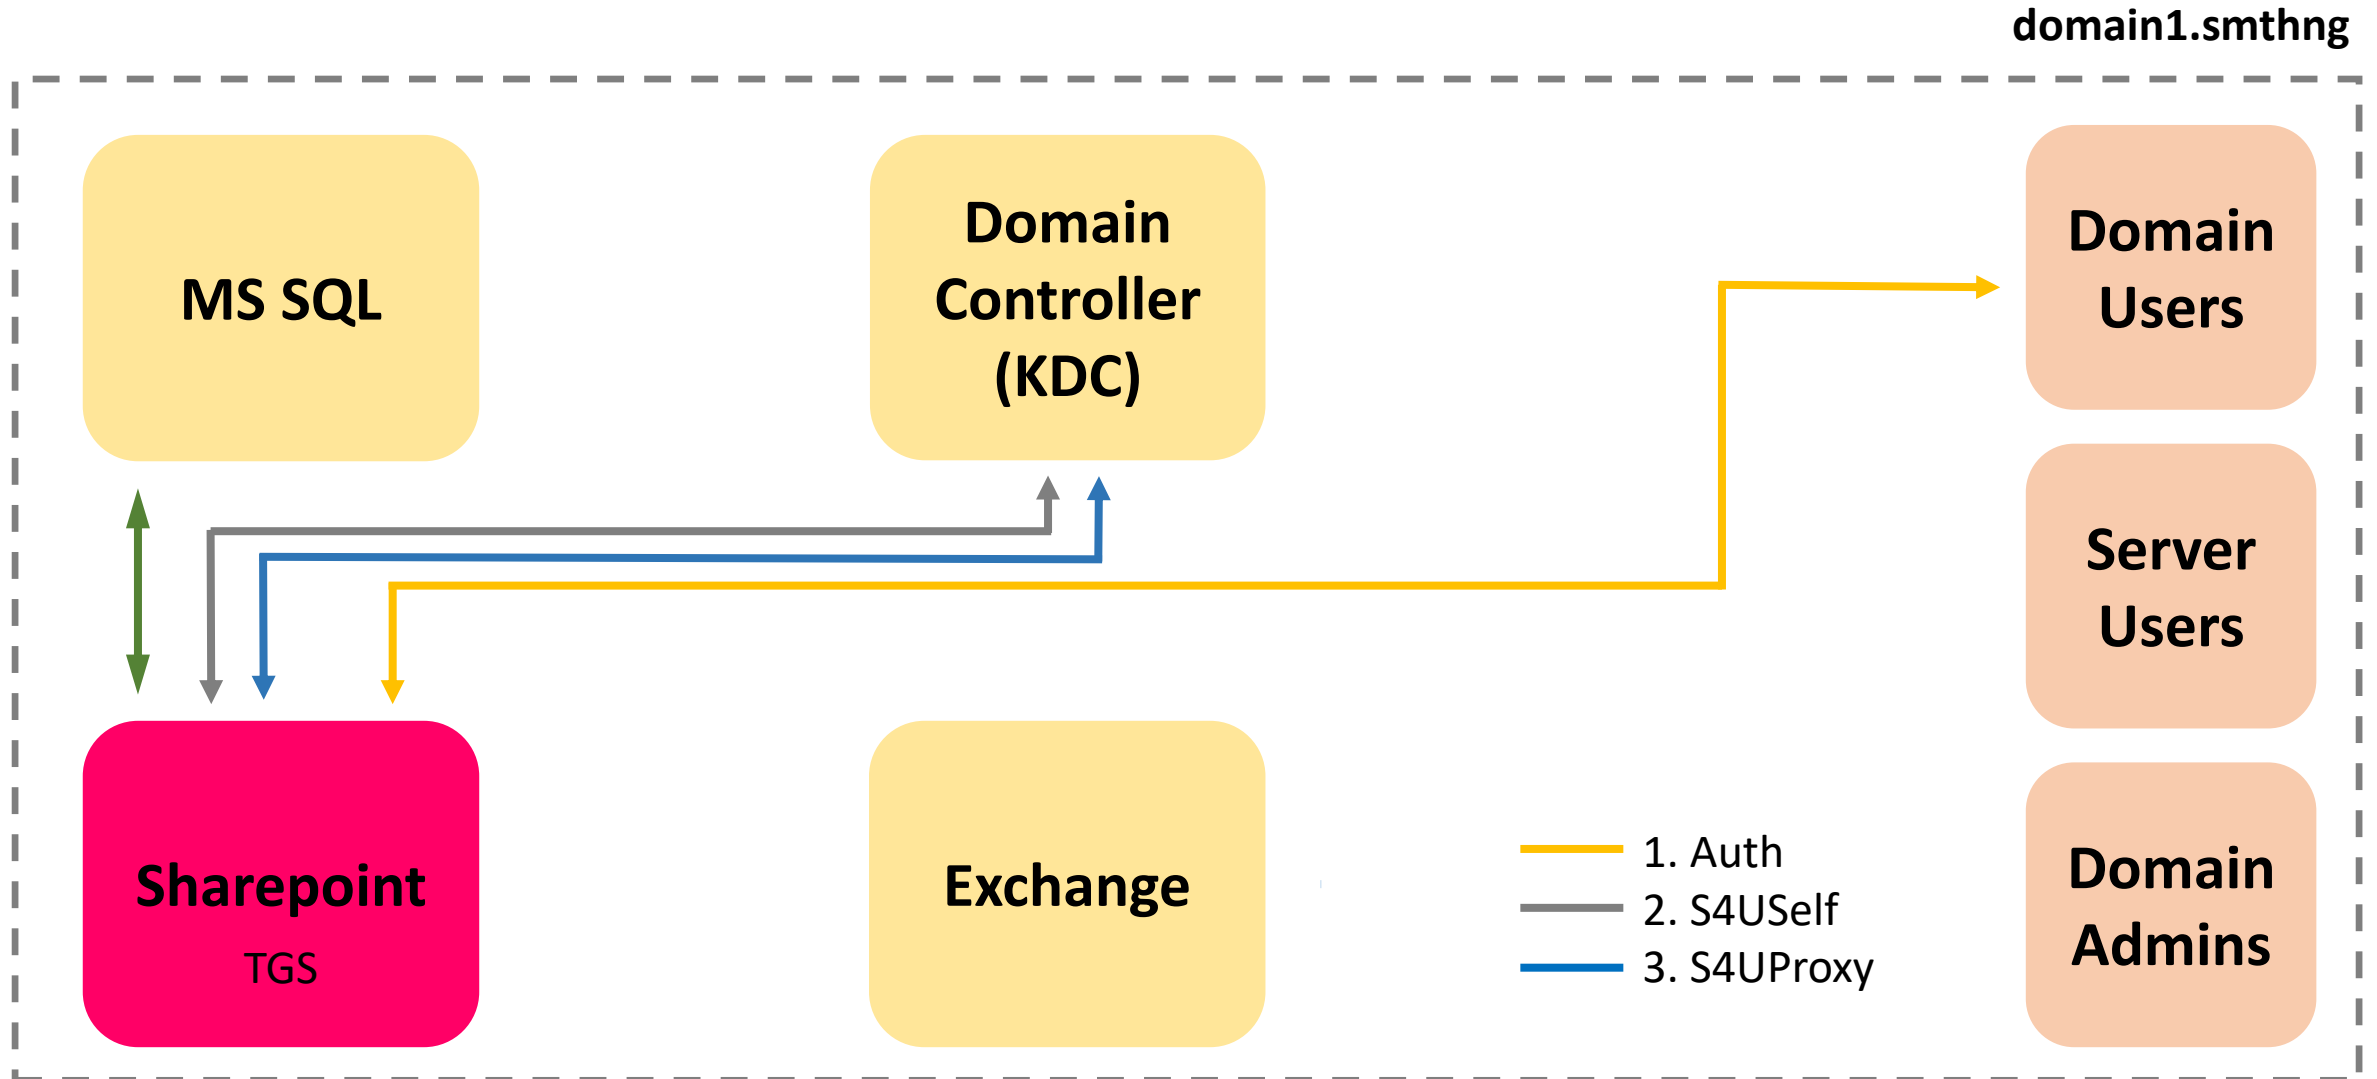 domain1.smthng
MS SQL
Domain
Controller
(KDC)
Domain
Users
Server
Users
Sharepoint
TGS
Exchange
1. Auth
2. S4USelf
3. S4UProxy
Domain
Admins